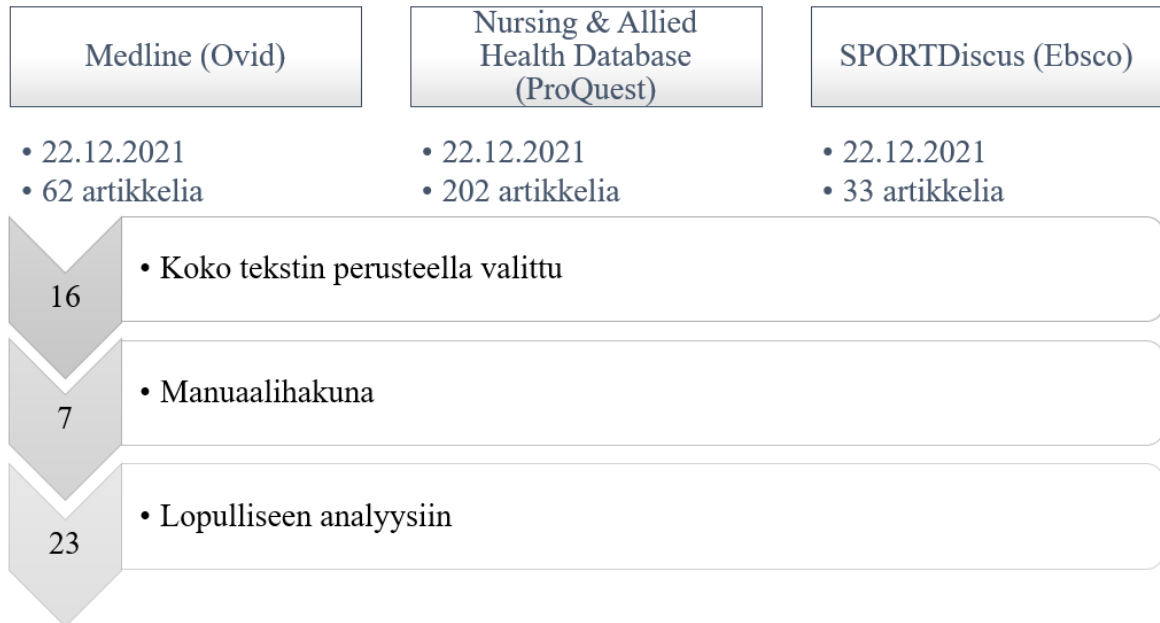 Medline (Ovid)
Nursing & Allied
Health Database
(ProQuest)
SPORTDiscus (Ebsco)
• 22.12.2021
• 62 artikkelia
• 22.12.2021
• 202 artikkelia
• 22.12.2021
• 33 artikkelia
16
• Koko tekstin perusteella valittu
7
• Manuaalihakuna
23
• Lopulliseen analyysiin